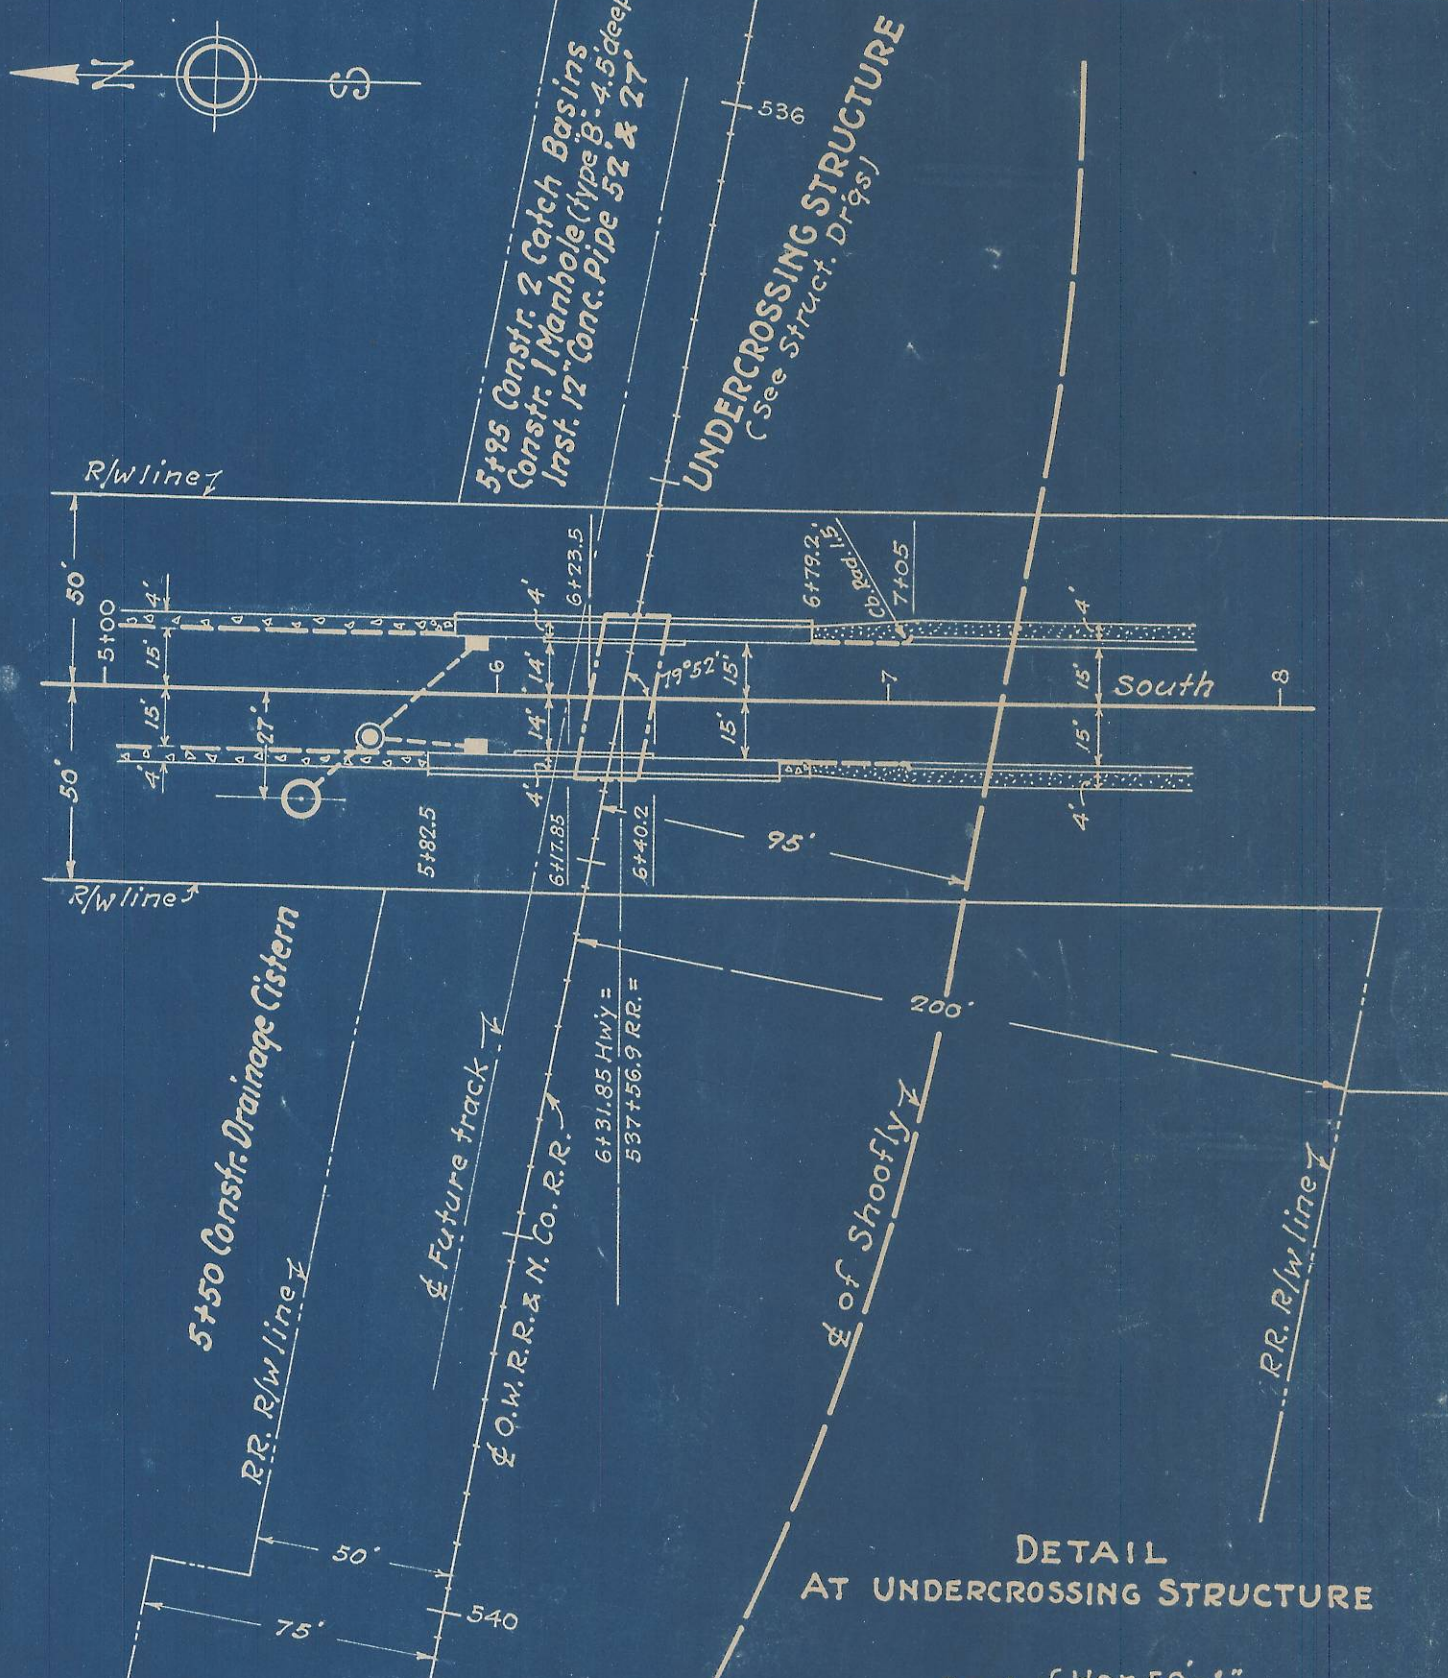 N
S
5+95 Constr. 2 Catch Basins
Constr. 1 Manhole (type "B"-4.5' deep
Inst. 12" Conc. Pipe 52' & 27'
536
UNDERCROSSING STRUCTURE
(See Struct. Dr'gs)
R/W line
50'
50'
5+00
4'
15'
15'
4'
27'
6
4'
14'
14'
4'
6+23.5
79°52'
15'
15'
6+79.2
Cb. Rad. 1.5'
7+05
7
4'
15'
15'
4'
South
8
5+82.5
6+17.85
6+40.2
95'
R/W line
5+50 Constr. Drainage Cistern
6+31.85 Hwy =
537+56.9 RR. =
200'
RR. R/W line
℄ Future track
℄ O.W.R.R. & N. Co. R.R.
℄ of Shoofly
RR. R/W line
50'
75'
540
DETAIL
AT UNDERCROSSING STRUCTURE